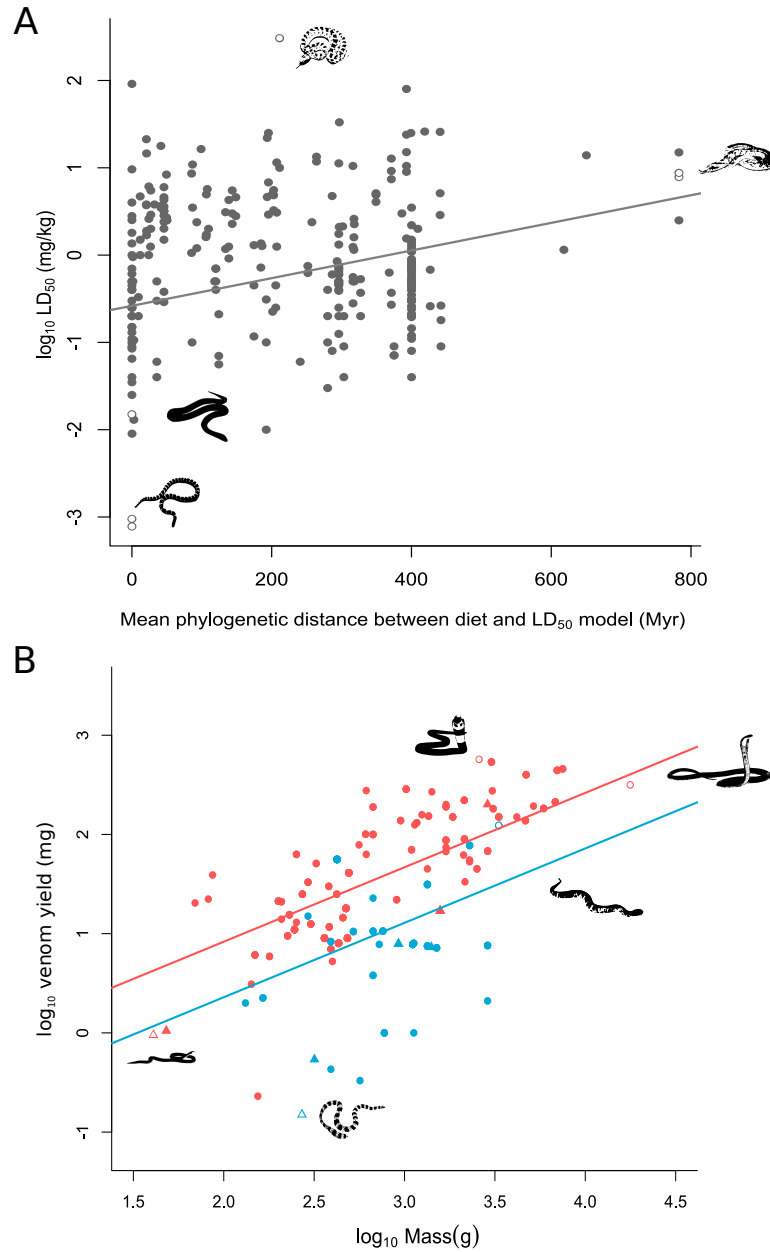 A
2
1
0
-1
-2
-3
log₁₀ LD₅₀ (mg/kg)
0 200 400 600 800
Mean phylogenetic distance between diet and LD₅₀ model (Myr)
B
3
2
1
0
-1
log₁₀ venom yield (mg)
1.5 2.0 2.5 3.0 3.5 4.0 4.5
log₁₀ Mass(g)